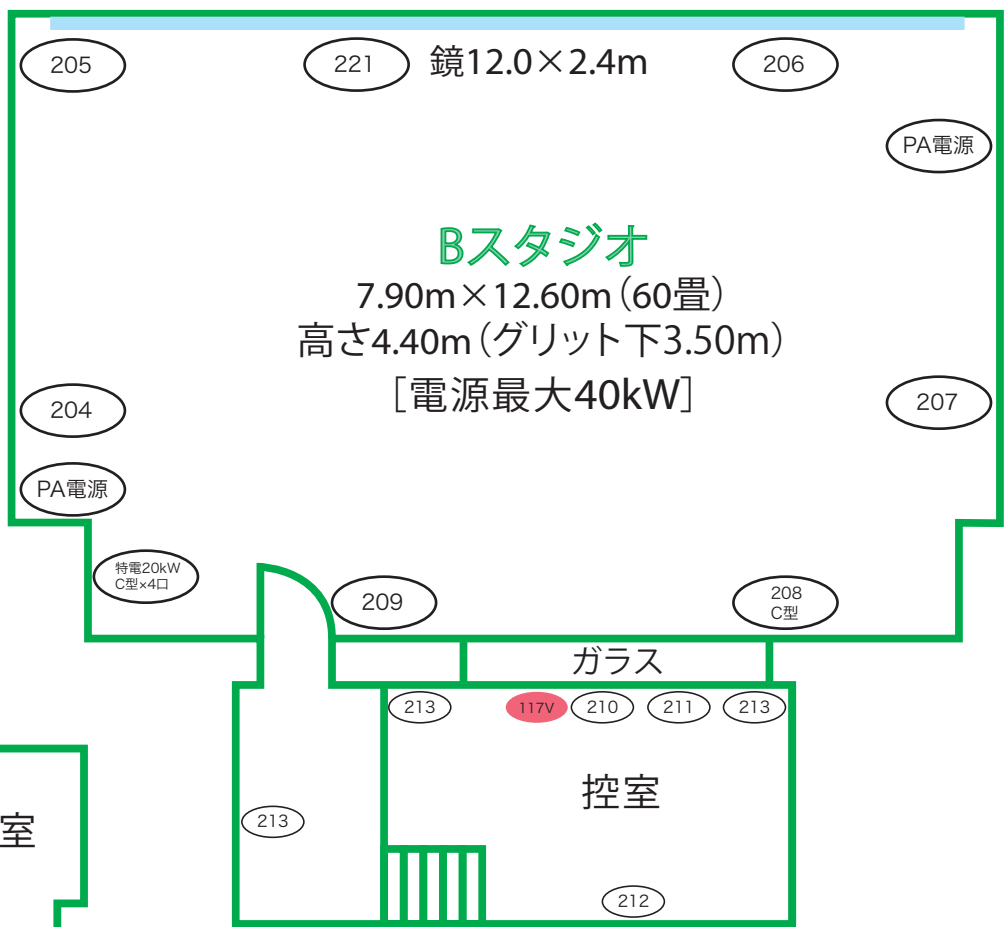 205
221
鏡12.0×2.4m
206
PA電源
Bスタジオ
7.90m×12.60m（60畳）
高さ4.40m（グリット下3.50m）
［電源最大40kW］
204
207
PA電源
特電20kW
C型×4口
209
208
C型
ガラス
213
117V
210
211
213
控室
室
213
212